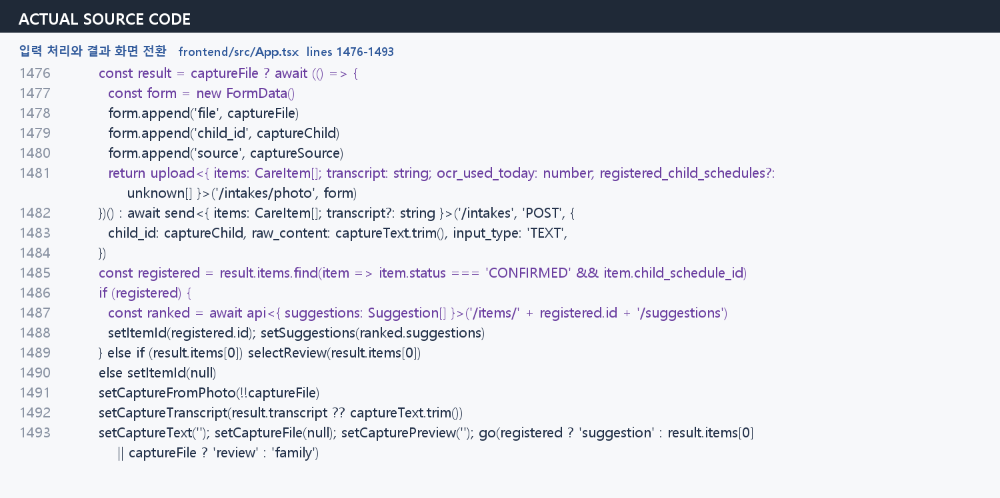 ACTUAL SOURCE CODE
입력 처리와 결과 화면 전환 frontend/src/App.tsx lines 1476-1493
1476 const result = captureFile ? await (() => {
1477 const form = new FormData()
1478 form.append('file', captureFile)
1479 form.append('child_id', captureChild)
1480 form.append('source', captureSource)
1481 return upload<{ items: CareItem[]; transcript: string; ocr_used_today: number; registered_child_schedules?:
unknown[] }>('/intakes/photo', form)
1482 })() : await send<{ items: CareItem[]; transcript?: string }>('/intakes', 'POST', {
1483 child_id: captureChild, raw_content: captureText.trim(), input_type: 'TEXT',
1484 })
1485 const registered = result.items.find(item => item.status === 'CONFIRMED' && item.child_schedule_id)
1486 if (registered) {
1487 const ranked = await api<{ suggestions: Suggestion[] }>('/items/' + registered.id + '/suggestions')
1488 setItemId(registered.id); setSuggestions(ranked.suggestions)
1489 } else if (result.items[0]) selectReview(result.items[0])
1490 else setItemId(null)
1491 setCaptureFromPhoto(!!captureFile)
1492 setCaptureTranscript(result.transcript ?? captureText.trim())
1493 setCaptureText(''); setCaptureFile(null); setCapturePreview(''); go(registered ? 'suggestion' : result.items[0]
|| captureFile ? 'review' : 'family')